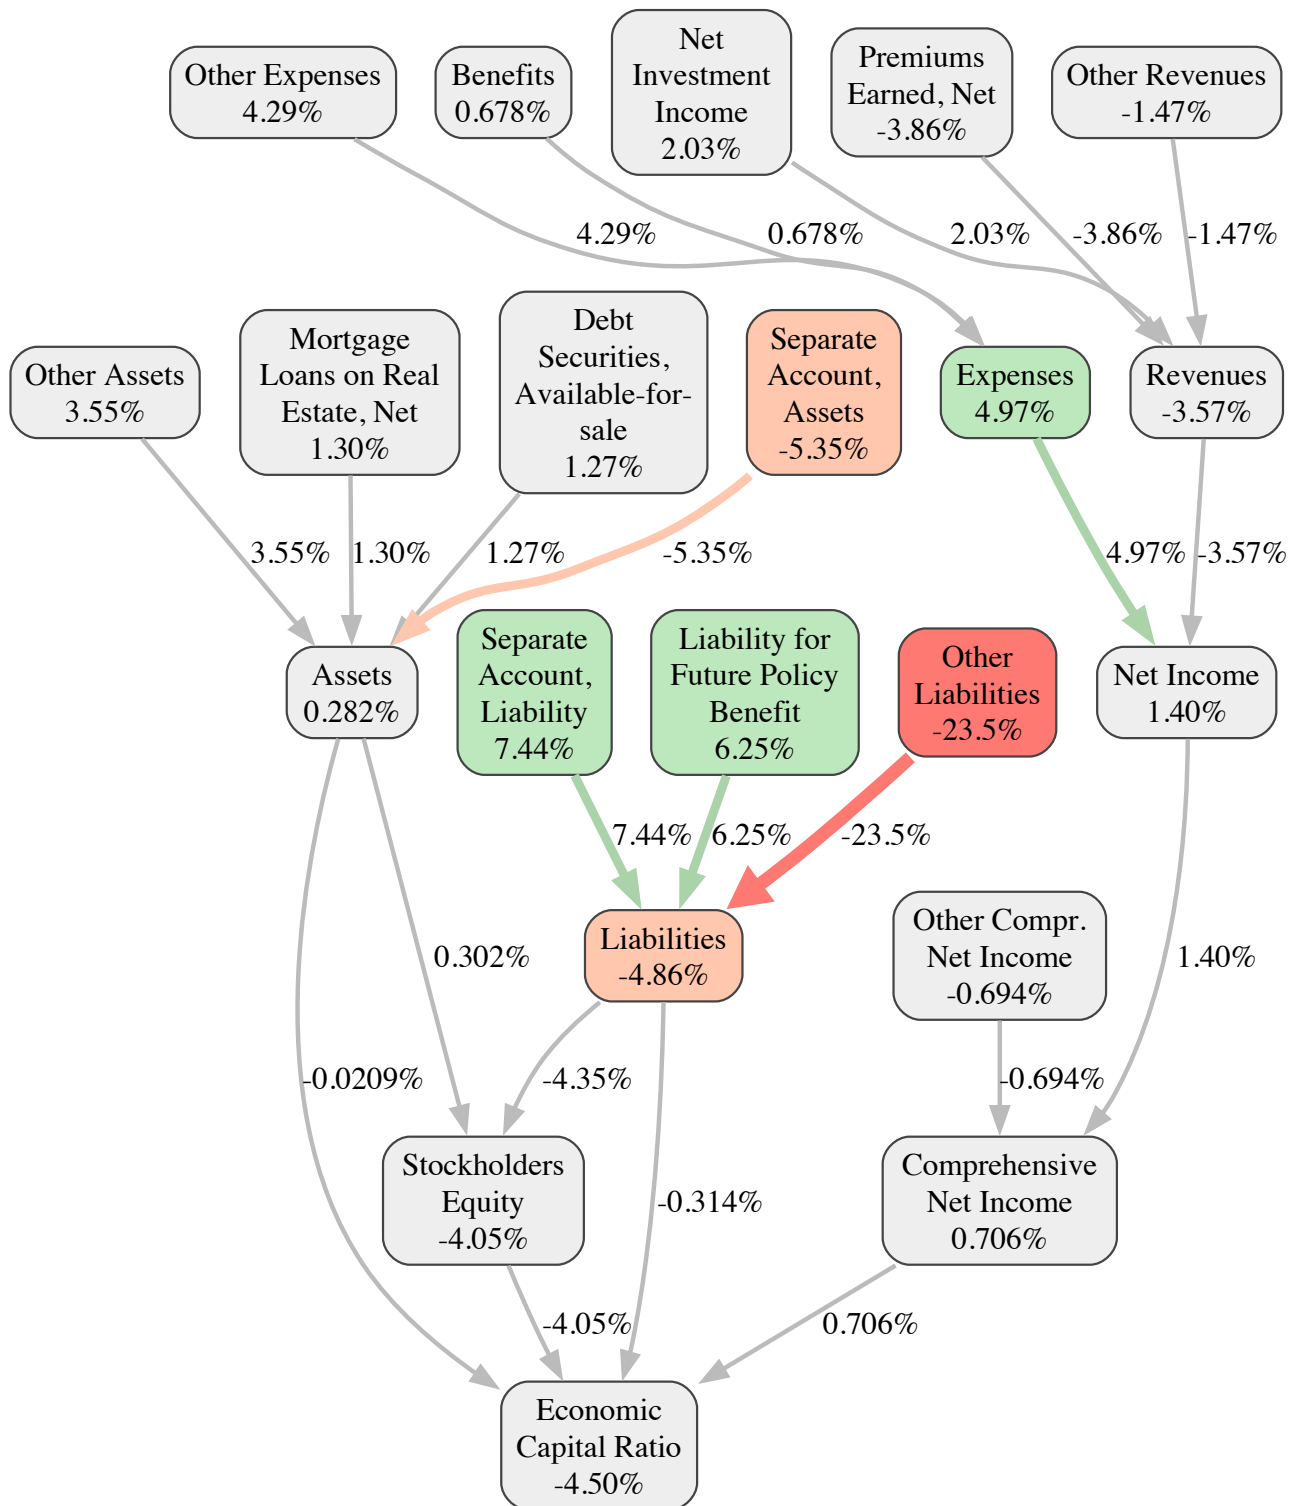 Other Expenses
4.29%
Benefits
0.678%
Net
Investment
Income
2.03%
Premiums
Earned, Net
-3.86%
Other Revenues
-1.47%
4.29%
0.678%
2.03%
-3.86%
-1.47%
Other Assets
3.55%
Mortgage
Loans on Real
Estate, Net
1.30%
Debt
Securities,
Available-for-
sale
1.27%
Separate
Account,
Assets
-5.35%
Expenses
4.97%
Revenues
-3.57%
3.55%
1.30%
1.27%
-5.35%
4.97%
-3.57%
Assets
0.282%
Separate
Account,
Liability
7.44%
Liability for
Future Policy
Benefit
6.25%
Other
Liabilities
-23.5%
Net Income
1.40%
7.44%
6.25%
-23.5%
Liabilities
-4.86%
Other Compr.
Net Income
-0.694%
0.302%
1.40%
-0.0209%
-4.35%
-0.694%
Stockholders
Equity
-4.05%
-0.314%
Comprehensive
Net Income
0.706%
-4.05%
0.706%
Economic
Capital Ratio
-4.50%